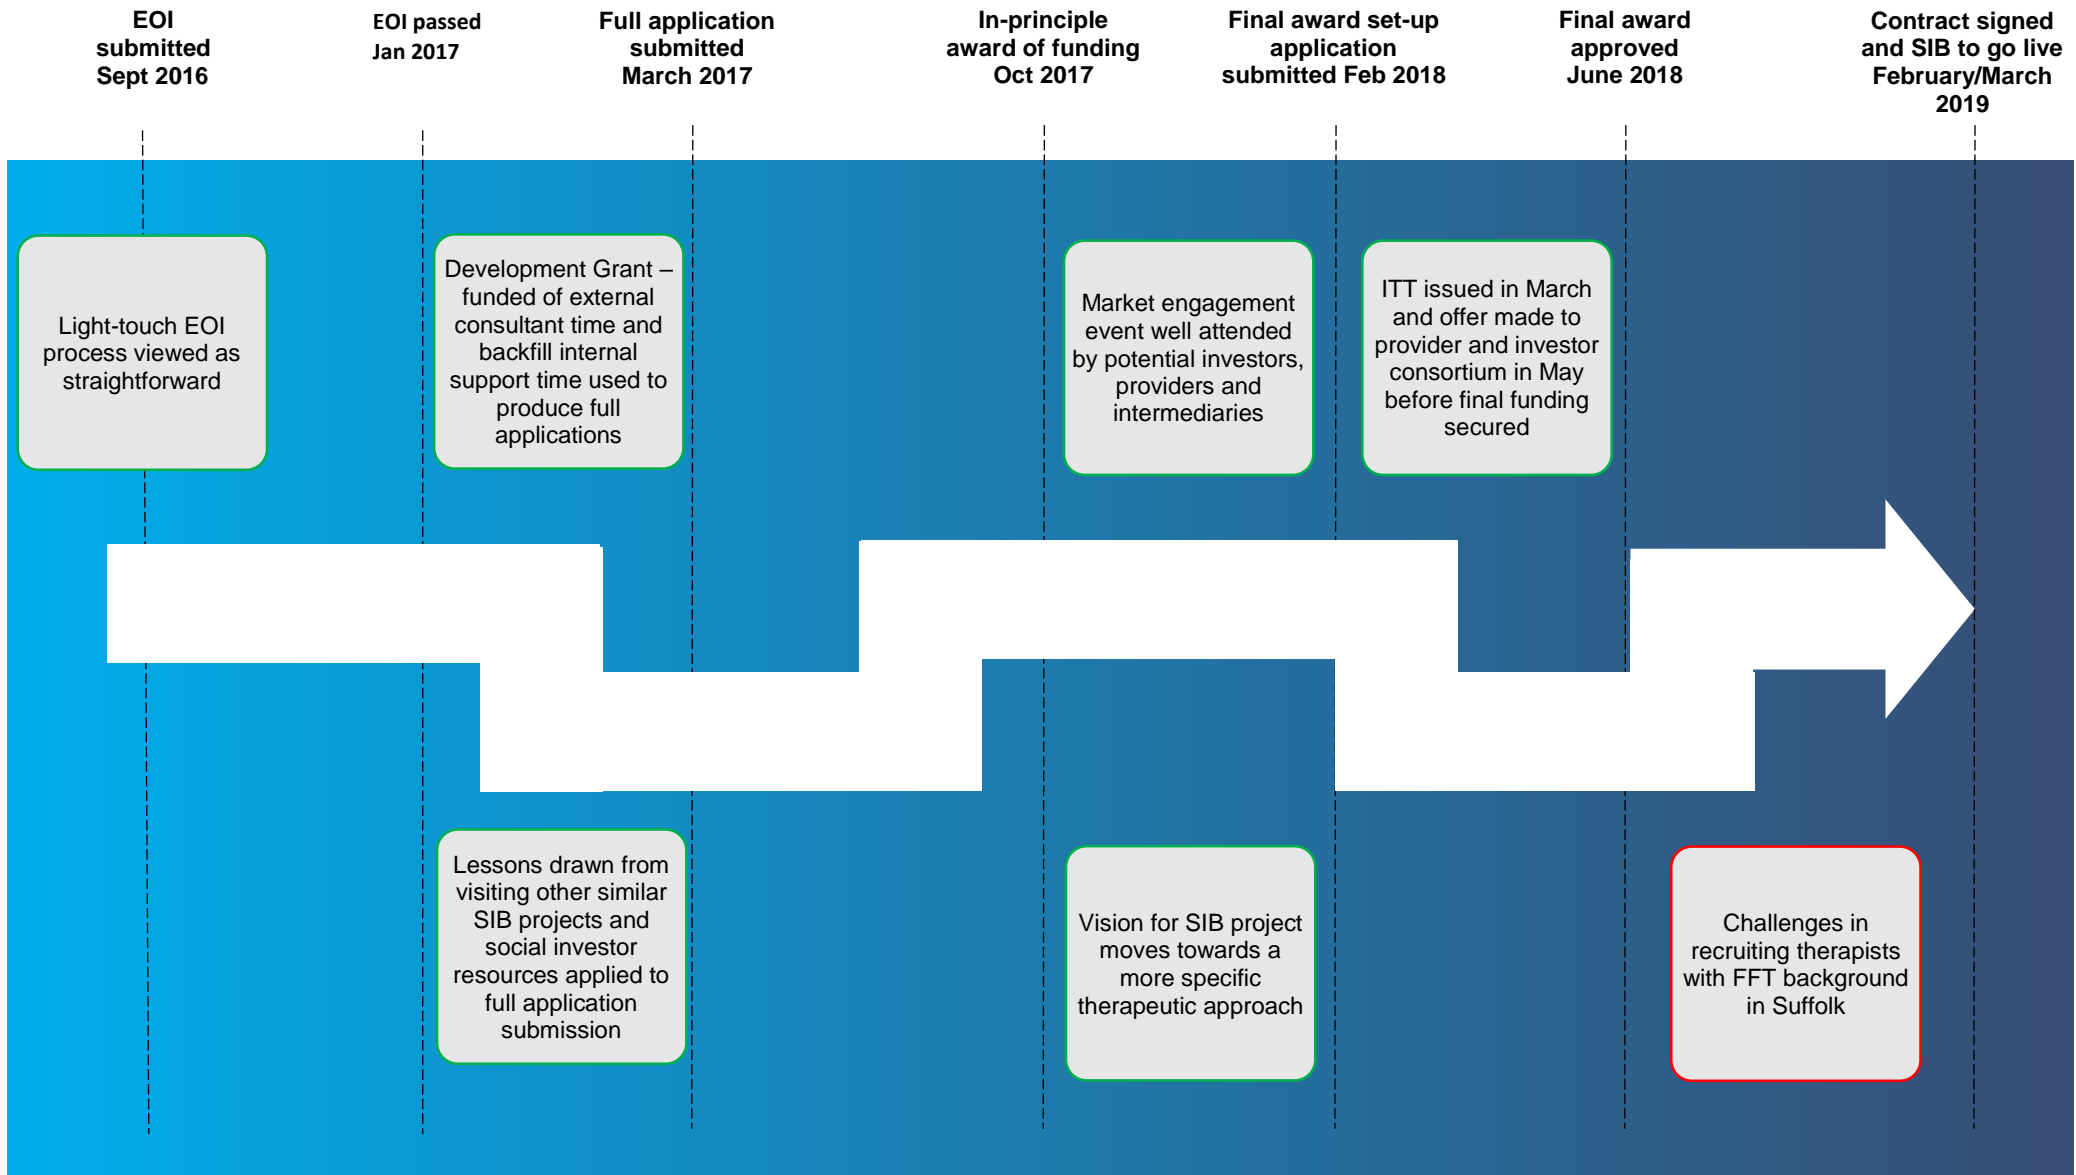 EOI
submitted
Sept 2016
EOI passed
Jan 2017
Full application
submitted
March 2017
In-principle
award of funding
Oct 2017
Final award set-up
application
submitted Feb 2018
Final award
approved
June 2018
Contract signed
and SIB to go live
February/March
2019
Light-touch EOI
process viewed as
straightforward
Development Grant –
funded of external
consultant time and
backfill internal
support time used to
produce full
applications
Market engagement
event well attended
by potential investors,
providers and
intermediaries
ITT issued in March
and offer made to
provider and investor
consortium in May
before final funding
secured
Lessons drawn from
visiting other similar
SIB projects and
social investor
resources applied to
full application
submission
Vision for SIB project
moves towards a
more specific
therapeutic approach
Challenges in
recruiting therapists
with FFT background
in Suffolk